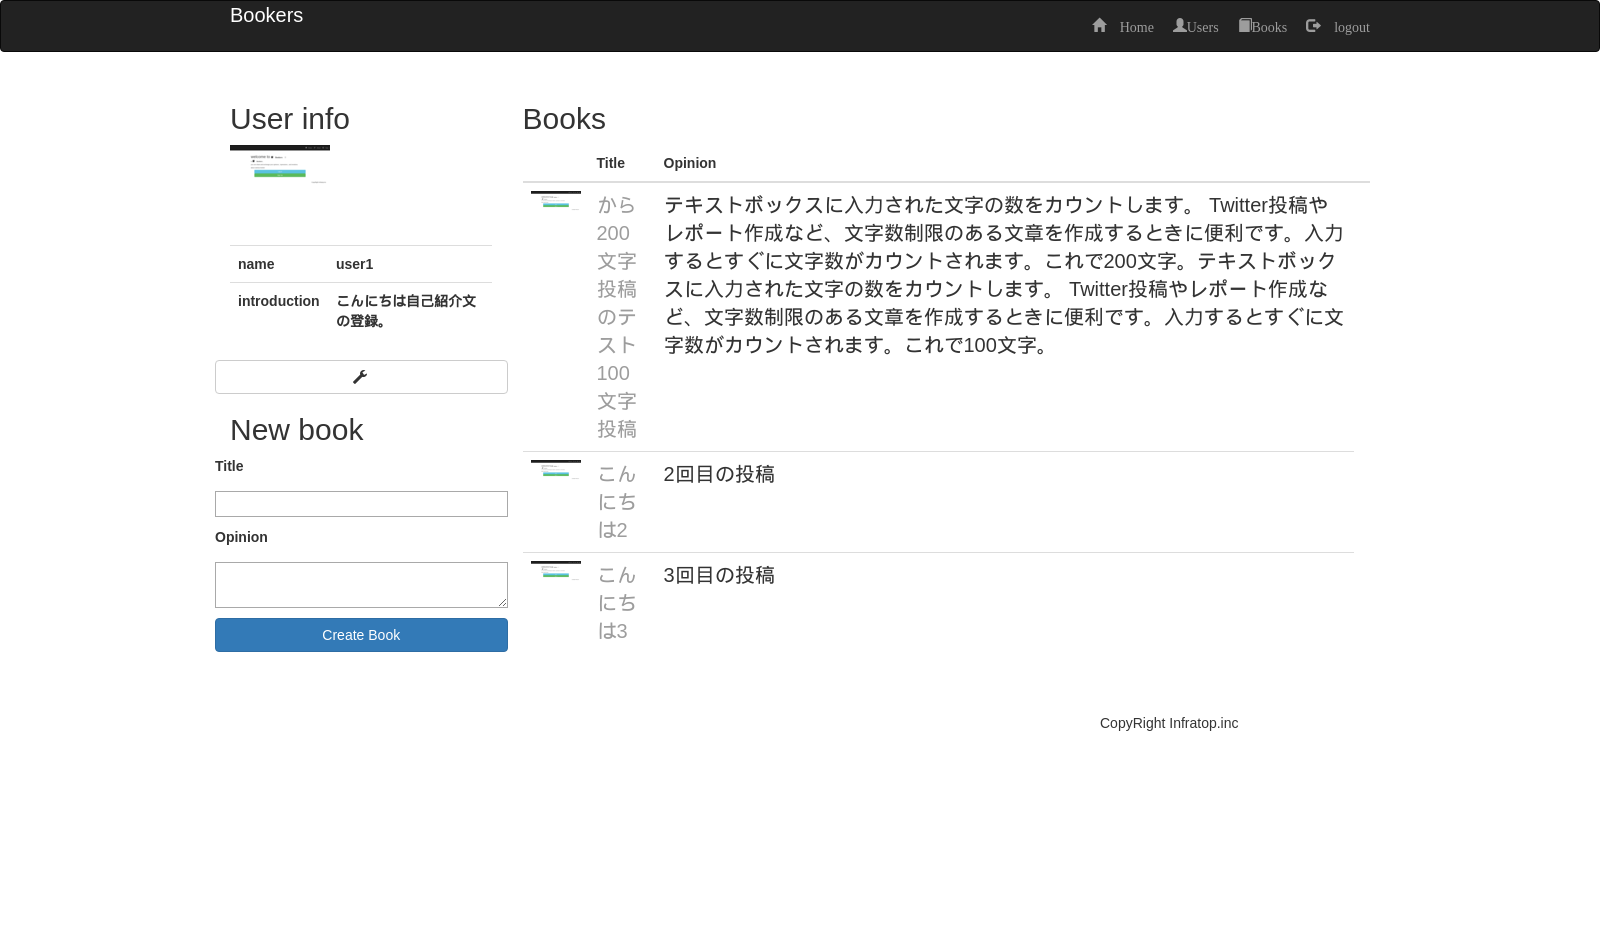 Bookers
Home Users Books logout
User info
name user1
introduction こんにちは自己紹介文
の登録。
New book
Title
Opinion
Create Book
Books
Title Opinion
から
200
文字
投稿
のテ
スト
100
文字
投稿
テキストボックスに入力された文字の数をカウントします。 Twitter投稿や
レポート作成など、文字数制限のある文章を作成するときに便利です。入力
するとすぐに文字数がカウントされます。これで200文字。テキストボック
スに入力された文字の数をカウントします。 Twitter投稿やレポート作成な
ど、文字数制限のある文章を作成するときに便利です。入力するとすぐに文
字数がカウントされます。これで100文字。
こん
にち
は2
2回目の投稿
こん
にち
は3
3回目の投稿
CopyRight Infratop.inc